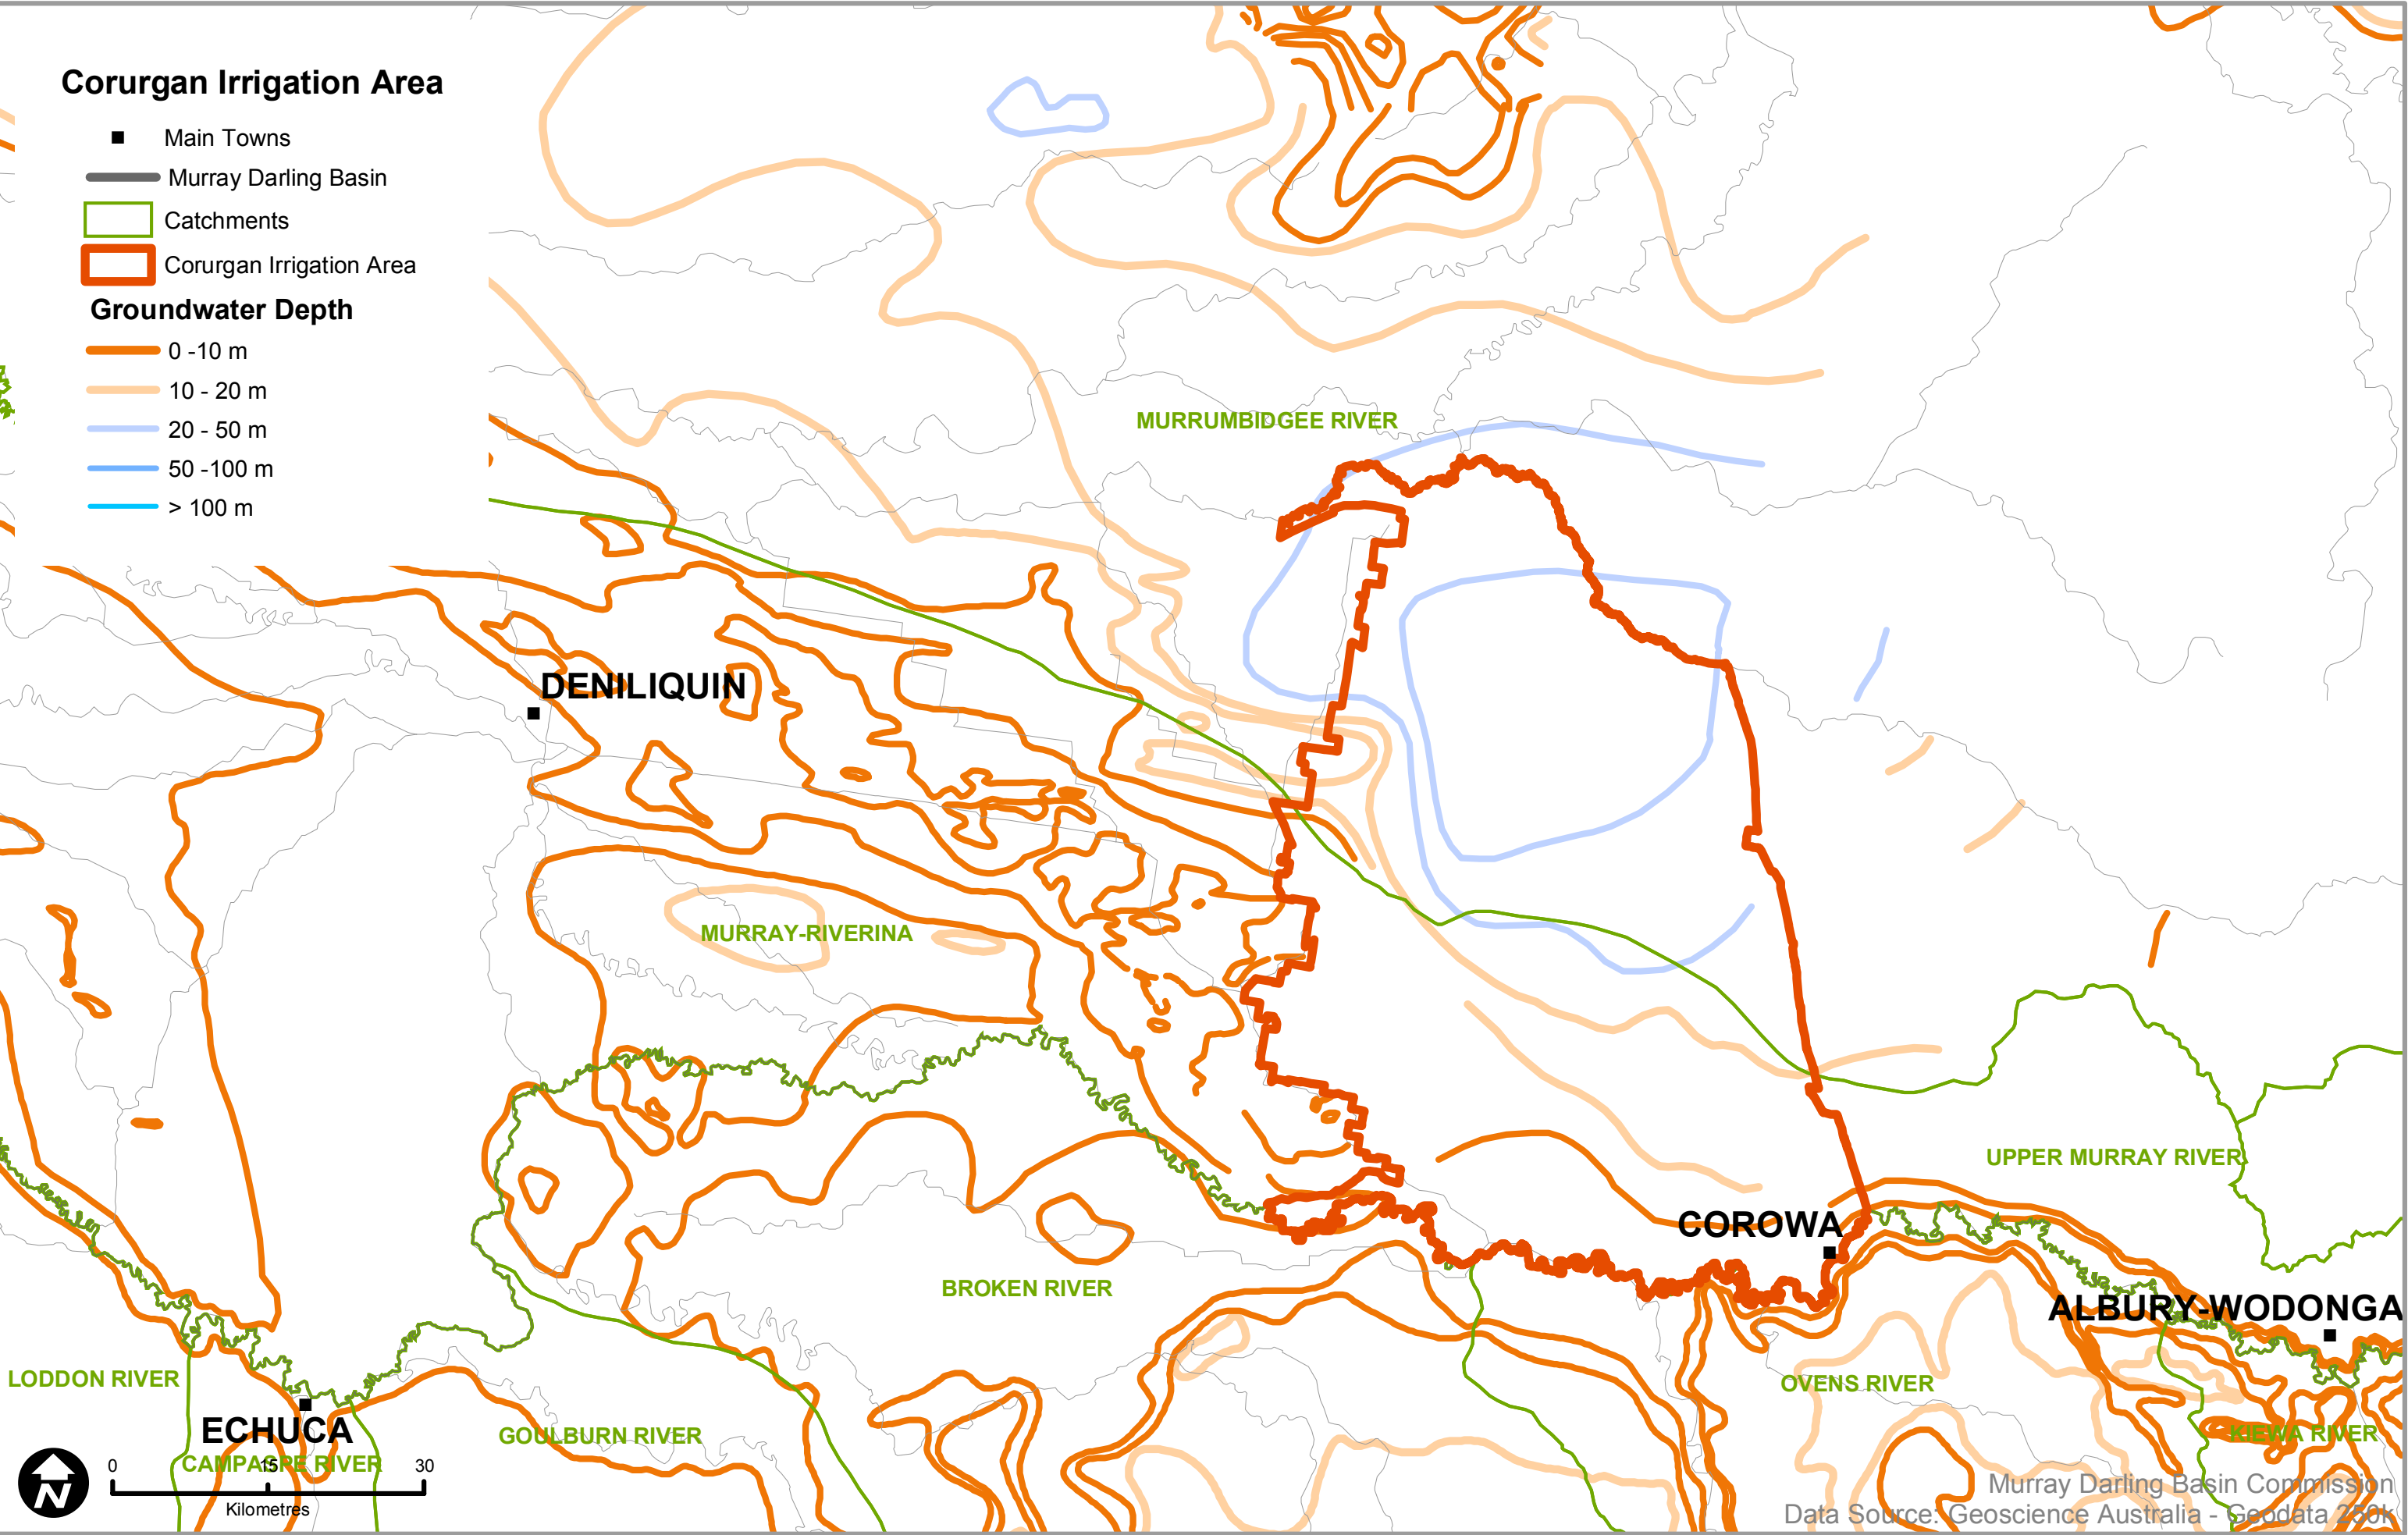 Corurgan Irrigation Area
Main Towns
Murray Darling Basin
Catchments
Corurgan Irrigation Area
Groundwater Depth
0 -10 m
10 - 20 m
20 - 50 m
50 -100 m
> 100 m
MURRUMBIDGEE RIVER
DENILIQUIN
MURRAY-RIVERINA
UPPER MURRAY RIVER
COROWA
BROKEN RIVER
ALBURY-WODONGA
LODDON RIVER
OVENS RIVER
ECHUCA
GOULBURN RIVER
KIEWA RIVER
CAMPASPE RIVER
0 15 30
Kilometres
N
Murray Darling Basin Commission
Data Source: Geoscience Australia - Geodata 250k